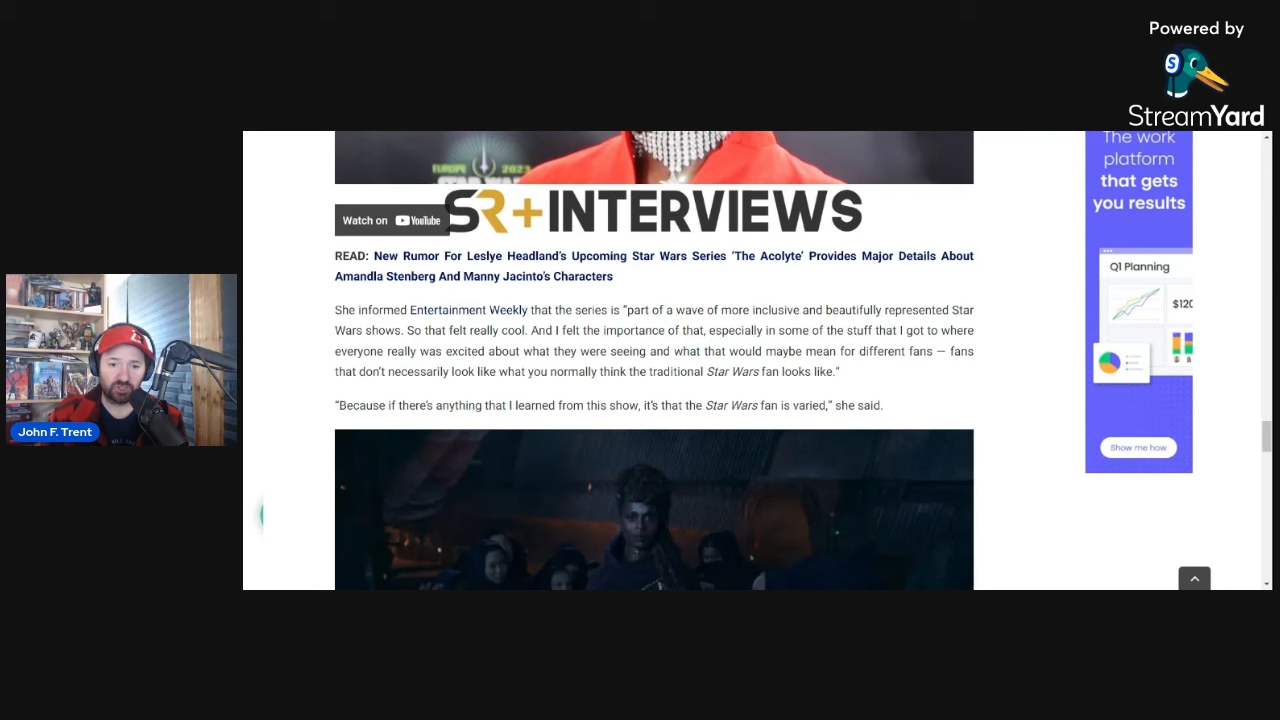 Powered by
StreamYard
The work
platform
that gets
you results
EUROPE 2023
STAR WARS
SR+INTERVIEWS
Watch on YouTube
READ: New Rumor For Leslye Headland's Upcoming Star Wars Series 'The Acolyte' Provides Major Details About
Amandla Stenberg And Manny Jacinto's Characters
Q1 Planning
$120
She informed Entertainment Weekly that the series is “part of a wave of more inclusive and beautifully represented Star
Wars shows. So that felt really cool. And I felt the importance of that, especially in some of the stuff that I got to where
everyone really was excited about what they were seeing and what that would maybe mean for different fans — fans
that don't necessarily look like what you normally think the traditional Star Wars fan looks like.”
“Because if there's anything that I learned from this show, it's that the Star Wars fan is varied,” she said.
John F. Trent
Show me how